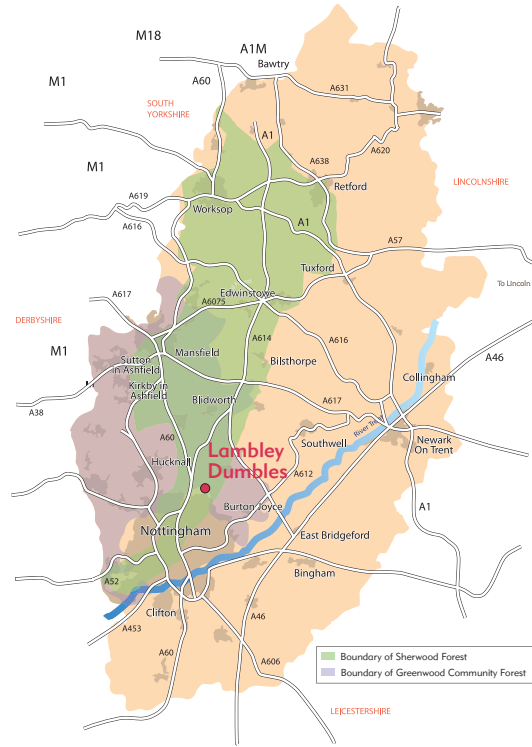 M18
A1M
Bawtry
M1
A60
A631
SOUTH
YORKSHIRE
A1
A638
A620
M1
LINCOLNSHIRE
Retford
A619
Worksop
A616
A1
A57
Tuxford
To Lincoln
A617
Edwinstowe
A6075
DERBYSHIRE
A614
A616
A46
M1
Sutton
in Ashfield
Mansfield
Bilsthorpe
Collingham
Kirkby in
Ashfield
A38
Blidworth
A617
River Trent
A60
Southwell
Newark
On Trent
Hucknall
Lambley
Dumbles
A612
Burton Joyce
A1
Nottingham
East Bridgeford
Bingham
A52
Clifton
A453
A46
A60
A606
Boundary of Sherwood Forest
Boundary of Greenwood Community Forest
LEICESTERSHIRE